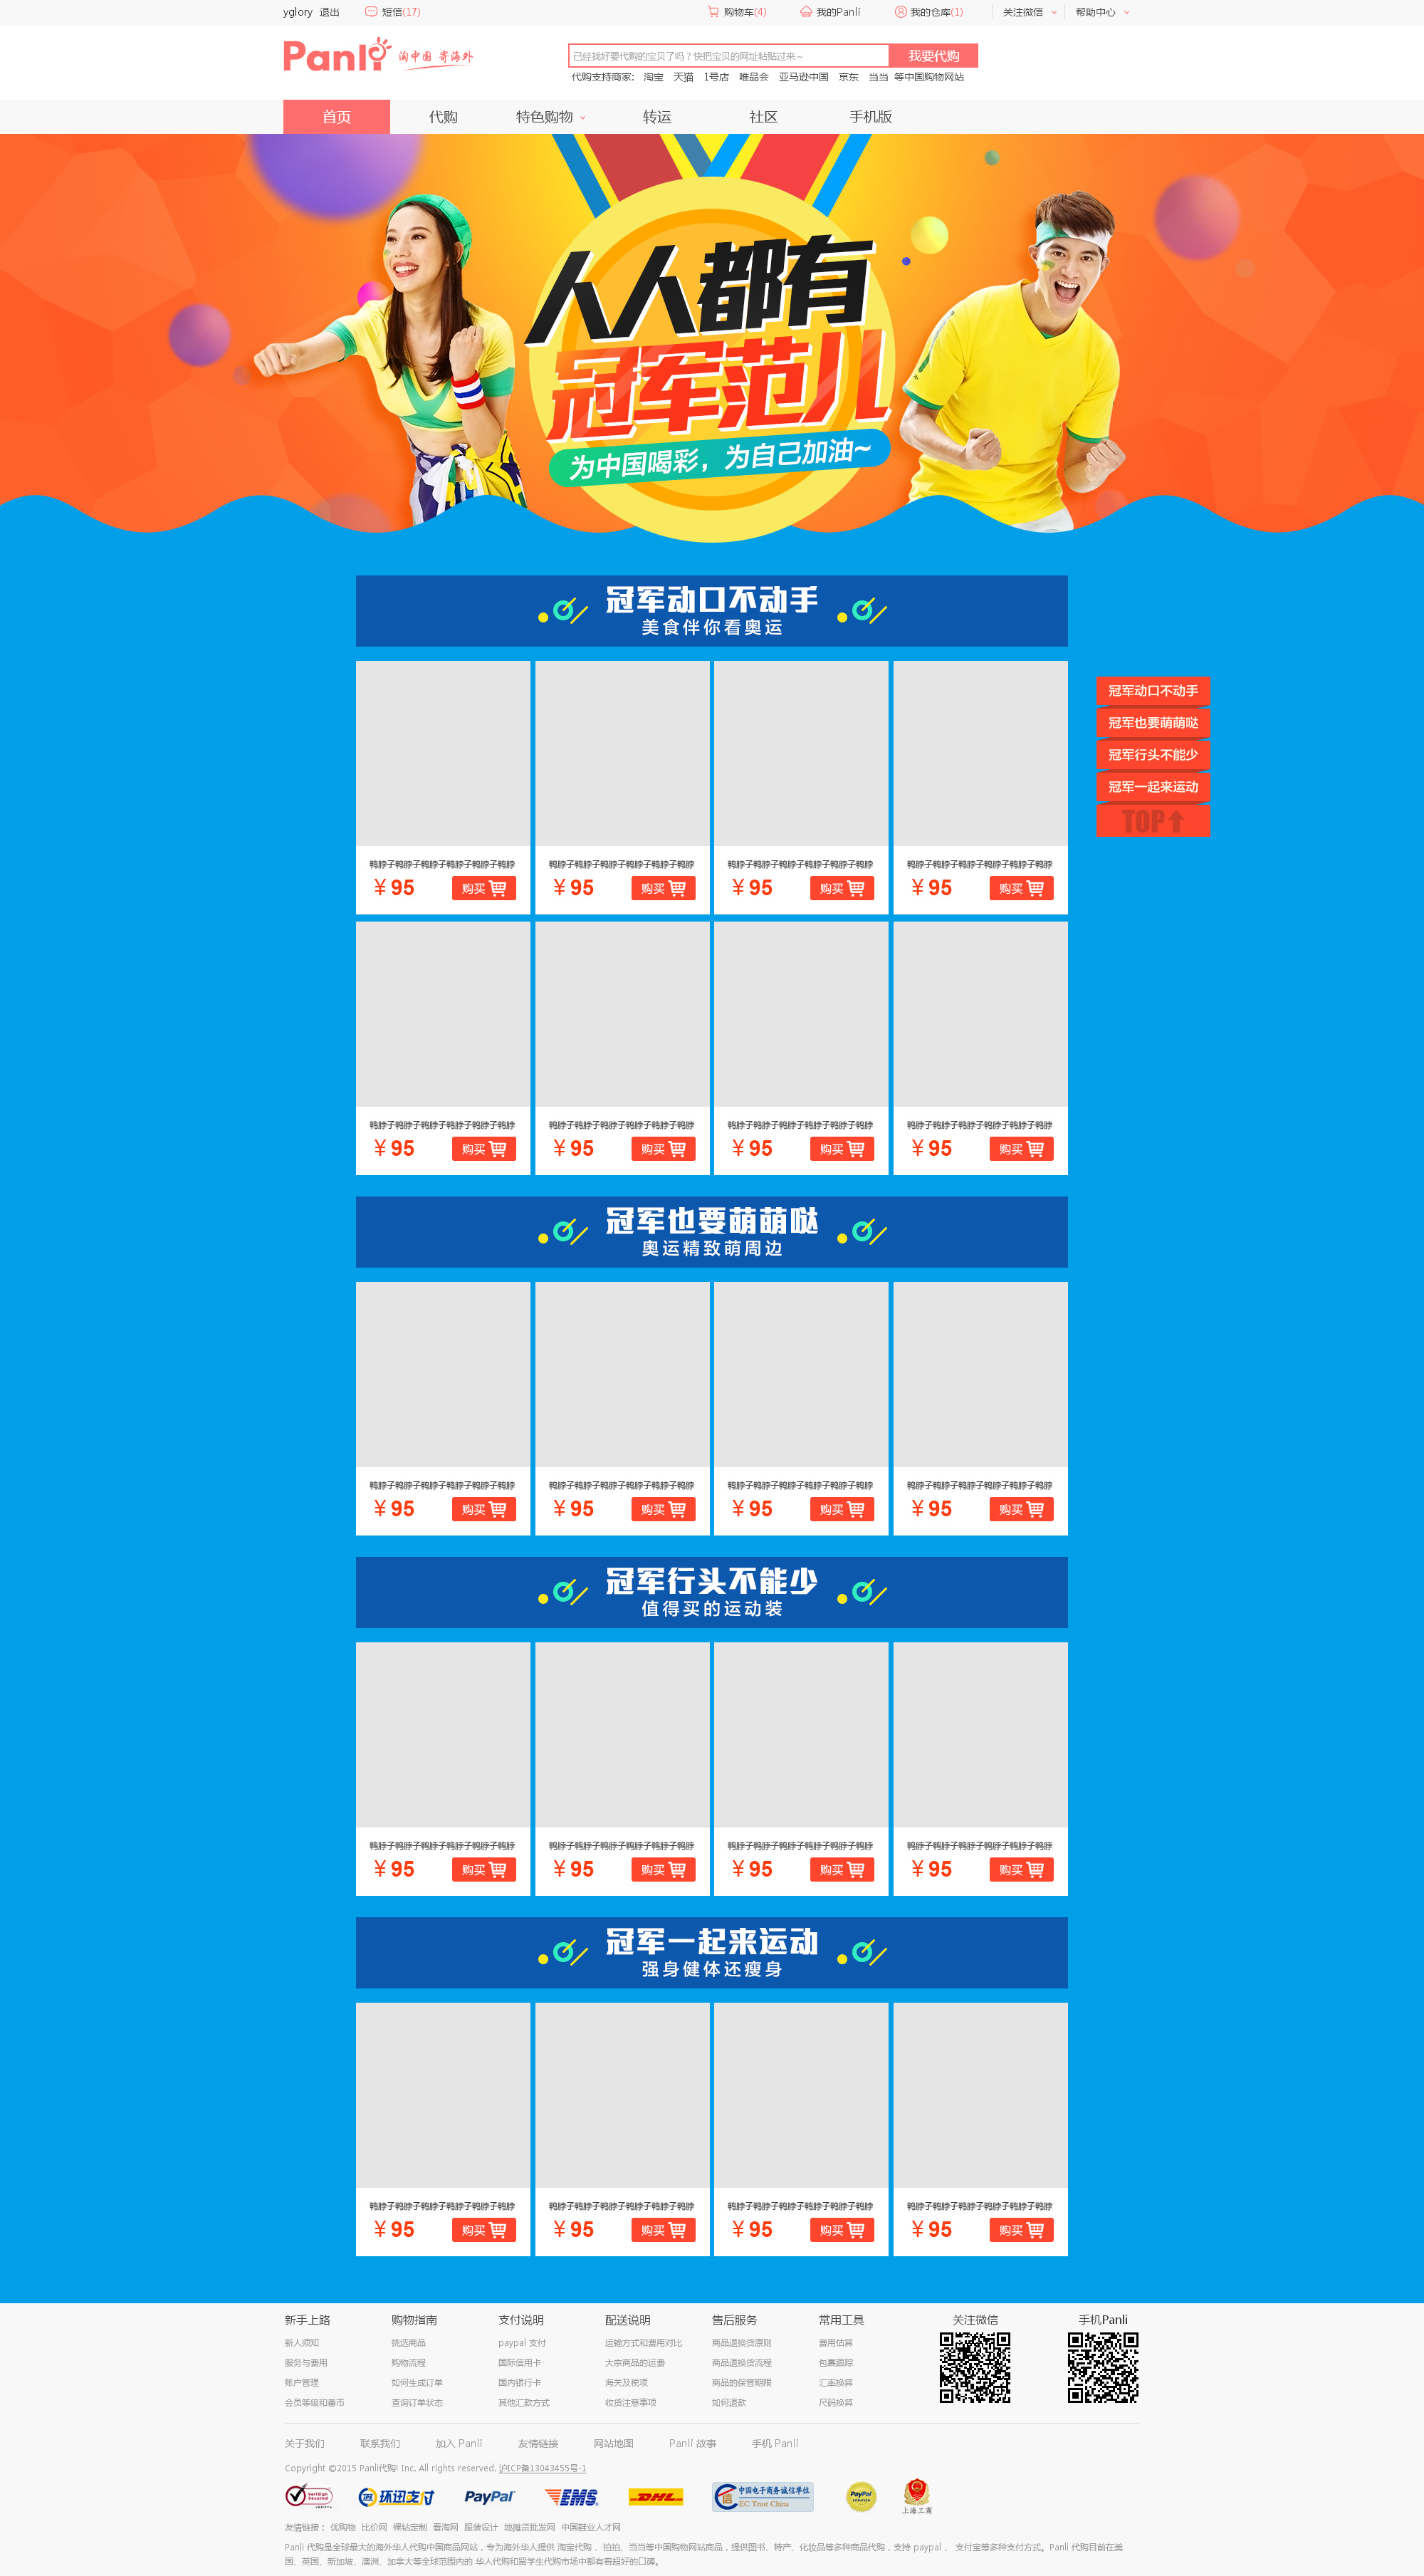 yglory 退出 短信(17) 购物车(4) 我的Panli 我的仓库(1) 关注微信 帮助中心
Panli 淘中国 寄海外
已经找好要代购的宝贝了吗？快把宝贝的网址粘贴过来~ 我要代购
代购支持商家: 淘宝 天猫 1号店 唯品会 亚马逊中国 京东 当当 等中国购物网站
首页 代购 特色购物 转运 社区 手机版
人人都有
冠军范儿
为中国喝彩，为自己加油~
冠军动口不动手
美食伴你看奥运
冠军动口不动手
冠军也要萌萌哒
冠军行头不能少
冠军一起来运动
TOP
鸭脖子鸭脖子鸭脖子鸭脖子鸭脖子鸭脖 鸭脖子鸭脖子鸭脖子鸭脖子鸭脖子鸭脖 鸭脖子鸭脖子鸭脖子鸭脖子鸭脖子鸭脖 鸭脖子鸭脖子鸭脖子鸭脖子鸭脖子鸭脖
¥95 购买 ¥95 购买 ¥95 购买 ¥95 购买
鸭脖子鸭脖子鸭脖子鸭脖子鸭脖子鸭脖 鸭脖子鸭脖子鸭脖子鸭脖子鸭脖子鸭脖 鸭脖子鸭脖子鸭脖子鸭脖子鸭脖子鸭脖 鸭脖子鸭脖子鸭脖子鸭脖子鸭脖子鸭脖
¥95 购买 ¥95 购买 ¥95 购买 ¥95 购买
冠军也要萌萌哒
奥运精致萌周边
鸭脖子鸭脖子鸭脖子鸭脖子鸭脖子鸭脖 鸭脖子鸭脖子鸭脖子鸭脖子鸭脖子鸭脖 鸭脖子鸭脖子鸭脖子鸭脖子鸭脖子鸭脖 鸭脖子鸭脖子鸭脖子鸭脖子鸭脖子鸭脖
¥95 购买 ¥95 购买 ¥95 购买 ¥95 购买
冠军行头不能少
值得买的运动装
鸭脖子鸭脖子鸭脖子鸭脖子鸭脖子鸭脖 鸭脖子鸭脖子鸭脖子鸭脖子鸭脖子鸭脖 鸭脖子鸭脖子鸭脖子鸭脖子鸭脖子鸭脖 鸭脖子鸭脖子鸭脖子鸭脖子鸭脖子鸭脖
¥95 购买 ¥95 购买 ¥95 购买 ¥95 购买
冠军一起来运动
强身健体还瘦身
鸭脖子鸭脖子鸭脖子鸭脖子鸭脖子鸭脖 鸭脖子鸭脖子鸭脖子鸭脖子鸭脖子鸭脖 鸭脖子鸭脖子鸭脖子鸭脖子鸭脖子鸭脖 鸭脖子鸭脖子鸭脖子鸭脖子鸭脖子鸭脖
¥95 购买 ¥95 购买 ¥95 购买 ¥95 购买
新手上路 购物指南 支付说明 配送说明 售后服务 常用工具 关注微信 手机Panli
新人须知 挑选商品 paypal 支付 运输方式和费用对比 商品退换货原则 费用估算
服务与费用 购物流程 国际信用卡 大宗商品的运费 商品退换货流程 包裹跟踪
账户管理 如何生成订单 国内银行卡 海关及税项 商品的保管期限 汇率换算
会员等级和番币 查询订单状态 其他汇款方式 收货注意事项 如何退款 尺码换算
关于我们 联系我们 加入 Panli 友情链接 网站地图 Panli 故事 手机 Panli
Copyright ©2015 Panli代购! Inc. All rights reserved. 沪ICP备13043455号-1
VeriSign Secured VERIFY 环迅支付 PayPal EMS DHL 中国电子商务诚信单位 EC Trust China PayPal VERIFIED 上海工商
友情链接： 优购物 比价网 裸钻定制 看淘网 服装设计 地摊货批发网 中国鞋业人才网
Panli 代购是全球最大的海外华人代购中国商品网站，专为海外华人提供 淘宝代购 、拍拍、当当等中国购物网站商品，提供图书、特产、化妆品等多种商品代购，支持 paypal 、 支付宝等多种支付方式。Panli 代购目前在美
国、英国、新加坡、澳洲、加拿大等全球范围内的 华人代购和留学生代购市场中都有着超好的口碑。